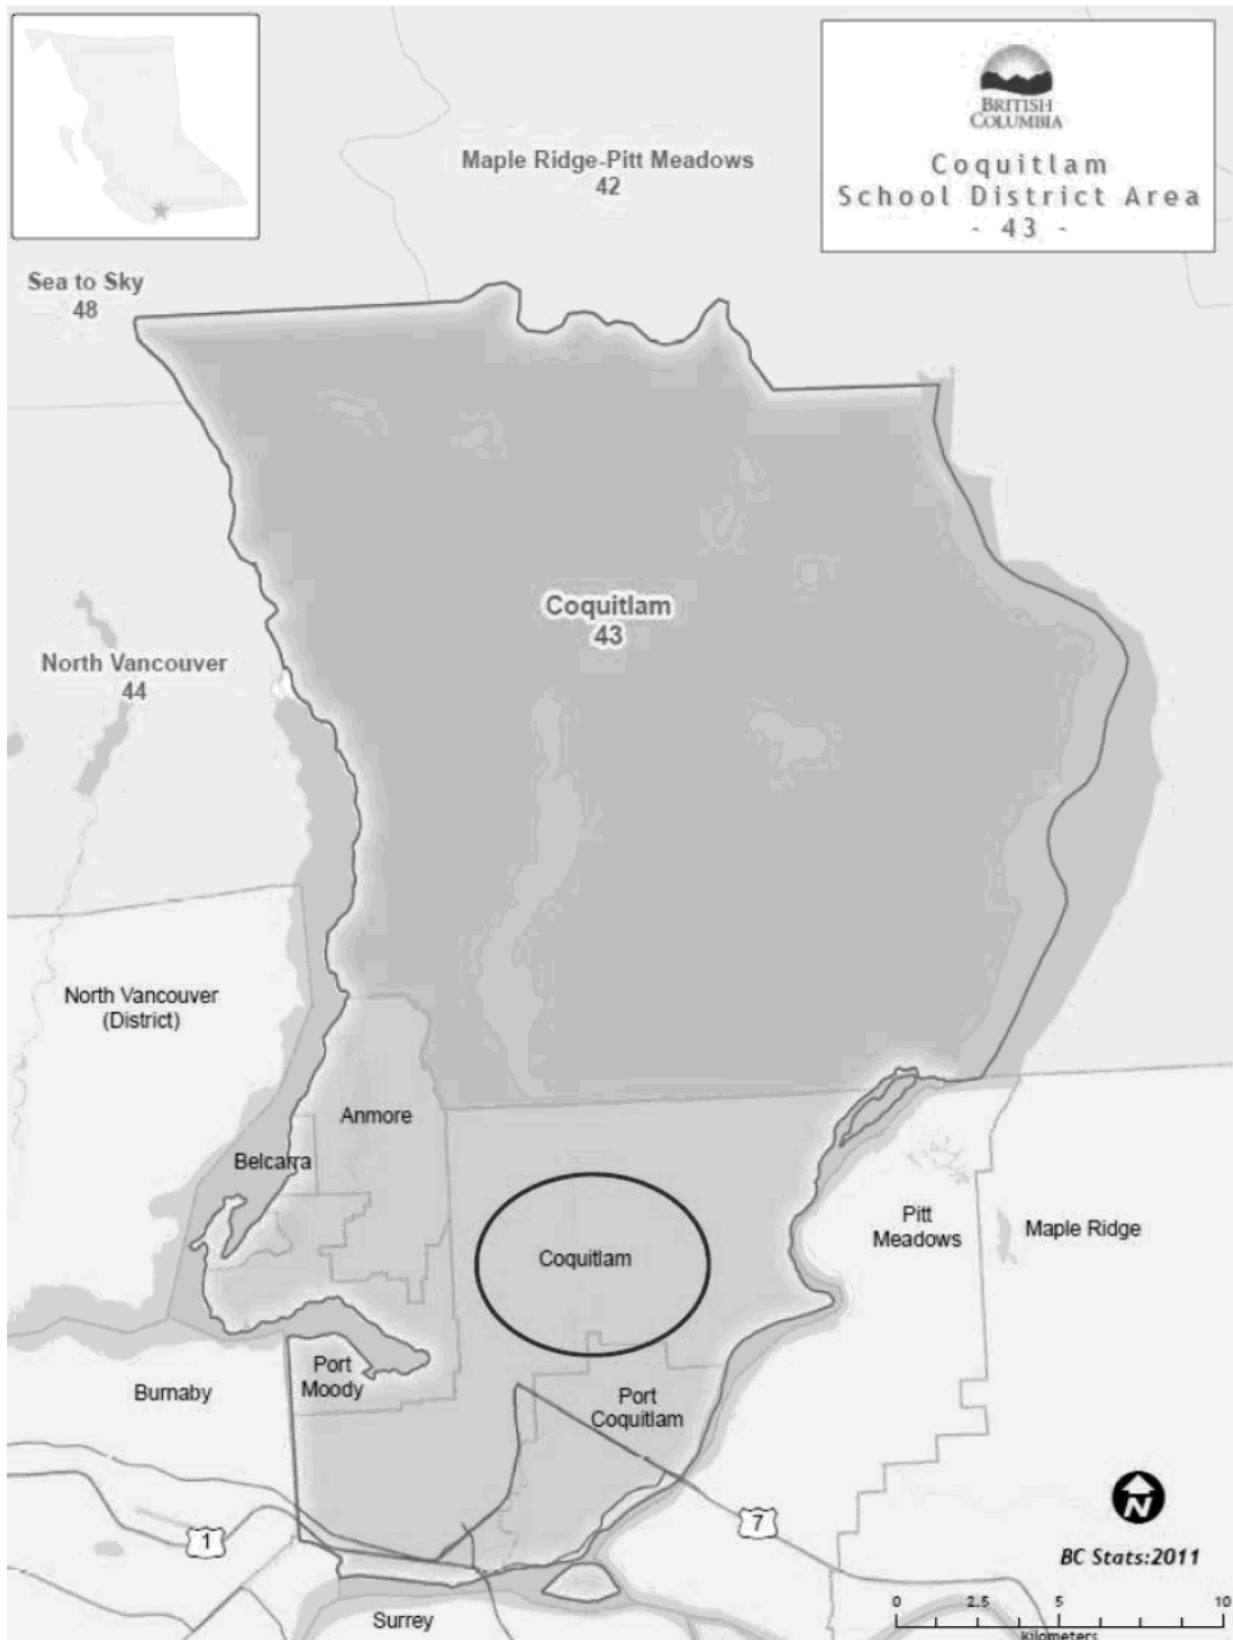 BRITISH
COLUMBIA
Coquitlam
School District Area
- 43 -
Maple Ridge-Pitt Meadows
42
Sea to Sky
48
Coquitlam
43
North Vancouver
44
North Vancouver
(District)
Anmore
Belcarra
Pitt
Meadows
Maple Ridge
Coquitlam
Port
Moody
Burnaby
Port
Coquitlam
N
1
7
BC Stats:2011
0 2.5 5 10
Kilometers
Surrey